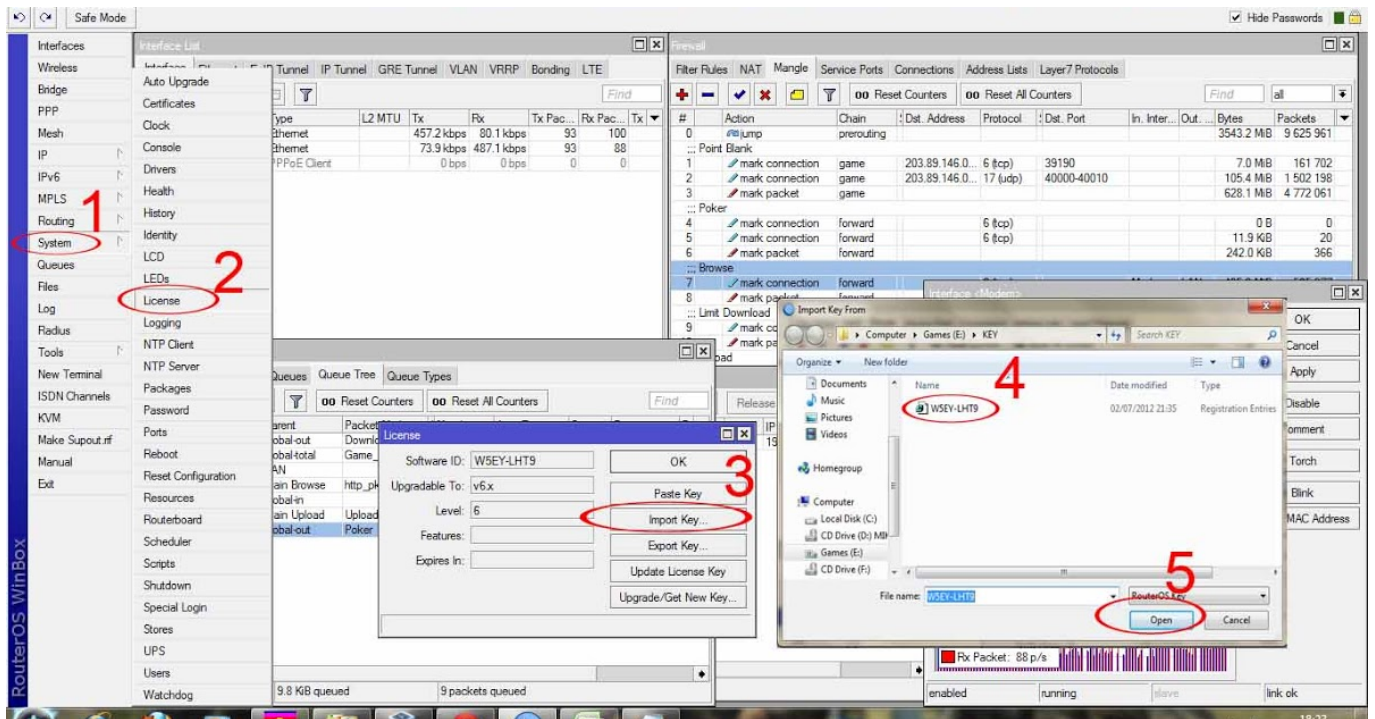 Safe Mode
Hide Passwords
RouterOS WinBox
Interfaces
Wireless
Bridge
PPP
Mesh
IP
IPv6
MPLS
Routing
System
Queues
Files
Log
Radius
Tools
New Terminal
ISDN Channels
KVM
Make Supout.rif
Manual
Exit
1
Auto Upgrade
Certificates
Clock
Console
Drivers
Health
History
Identity
LCD
LEDs
License
Logging
NTP Client
NTP Server
Packages
Password
Ports
Reboot
Reset Configuration
Resources
Routerboard
Scheduler
Scripts
Shutdown
Special Login
Stores
UPS
Users
Watchdog
2
Interface List
Tunnel IP Tunnel GRE Tunnel VLAN VRRP Bonding LTE
Find
Type L2 MTU Tx Rx Tx Pac... Rx Pac... Tx
Ethernet 457.2 kbps 80.1 kbps 93 100
Ethernet 73.9 kbps 487.1 kbps 93 88
PPPoE Client 0 bps 0 bps 0 0
Firewall
Filter Rules NAT Mangle Service Ports Connections Address Lists Layer7 Protocols
00 Reset Counters 00 Reset All Counters Find all
# Action Chain Dst. Address Protocol Dst. Port In. Inter... Out. ... Bytes Packets
0 jump prerouting 3543.2 MiB 9 625 961
::: Point Blank
1 mark connection game 203.89.146.0... 6 (tcp) 39190 7.0 MiB 161 702
2 mark connection game 203.89.146.0... 17 (udp) 40000-40010 105.4 MiB 1 502 198
3 mark packet game 628.1 MiB 4 772 061
::: Poker
4 mark connection forward 6 (tcp) 0 B 0
5 mark connection forward 6 (tcp) 11.9 KiB 20
6 mark packet forward 242.0 KiB 366
::: Browse
7 mark connection forward
8 mark packet forward
::: Limit Download
9 mark
mark
Queues Queue Tree Queue Types
00 Reset Counters 00 Reset All Counters Find
Packet
Game_
Main Browse http_pk
Main Upload Upload
global-out Poker
9.8 KiB queued 9 packets queued
License
Software ID: W5EY-LHT9
Upgradable To: v6.x
Level: 6
Features:
Expires In:
OK
Paste Key
Import Key...
Export Key...
Update License Key
Upgrade/Get New Key...
3
Release
IP
Interface <Modem>
OK
Cancel
Apply
Disable
Comment
Torch
Blink
MAC Address
Rx Packet: 88 p/s
enabled running slave link ok
Import Key From
Computer Games (E:) KEY
Search KEY
Organize New folder
Documents
Music
Pictures
Videos
Homegroup
Computer
Local Disk (C:)
CD Drive (D:)
Games (E:)
CD Drive (F:)
Name Date modified Type
W5EY-LHT9 02/07/2012 21:35 Registration Entries
4
File name: W5EY-LHT9 RouterOS Key
Open Cancel
5
18:27